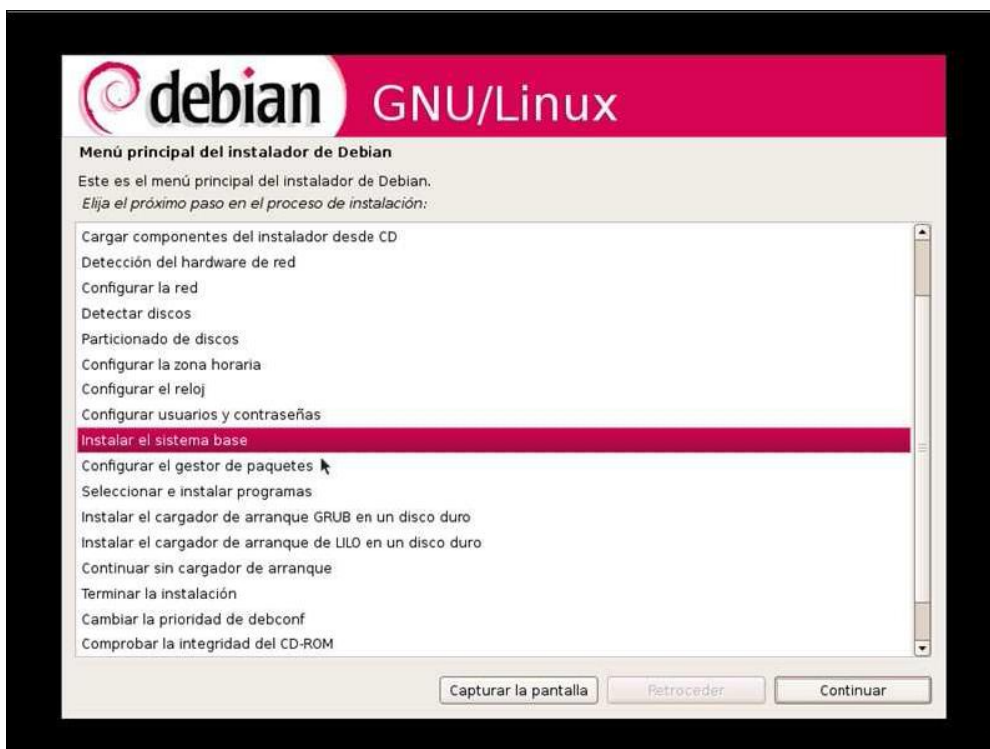 debian GNU/Linux
Menú principal del instalador de Debian
Este es el menú principal del instalador de Debian.
Elija el próximo paso en el proceso de instalación:
Cargar componentes del instalador desde CD
Detección del hardware de red
Configurar la red
Detectar discos
Particionado de discos
Configurar la zona horaria
Configurar el reloj
Configurar usuarios y contraseñas
Instalar el sistema base
Configurar el gestor de paquetes
Seleccionar e instalar programas
Instalar el cargador de arranque GRUB en un disco duro
Instalar el cargador de arranque de LILO en un disco duro
Continuar sin cargador de arranque
Terminar la instalación
Cambiar la prioridad de debconf
Comprobar la integridad del CD-ROM
Capturar la pantalla Retroceder Continuar